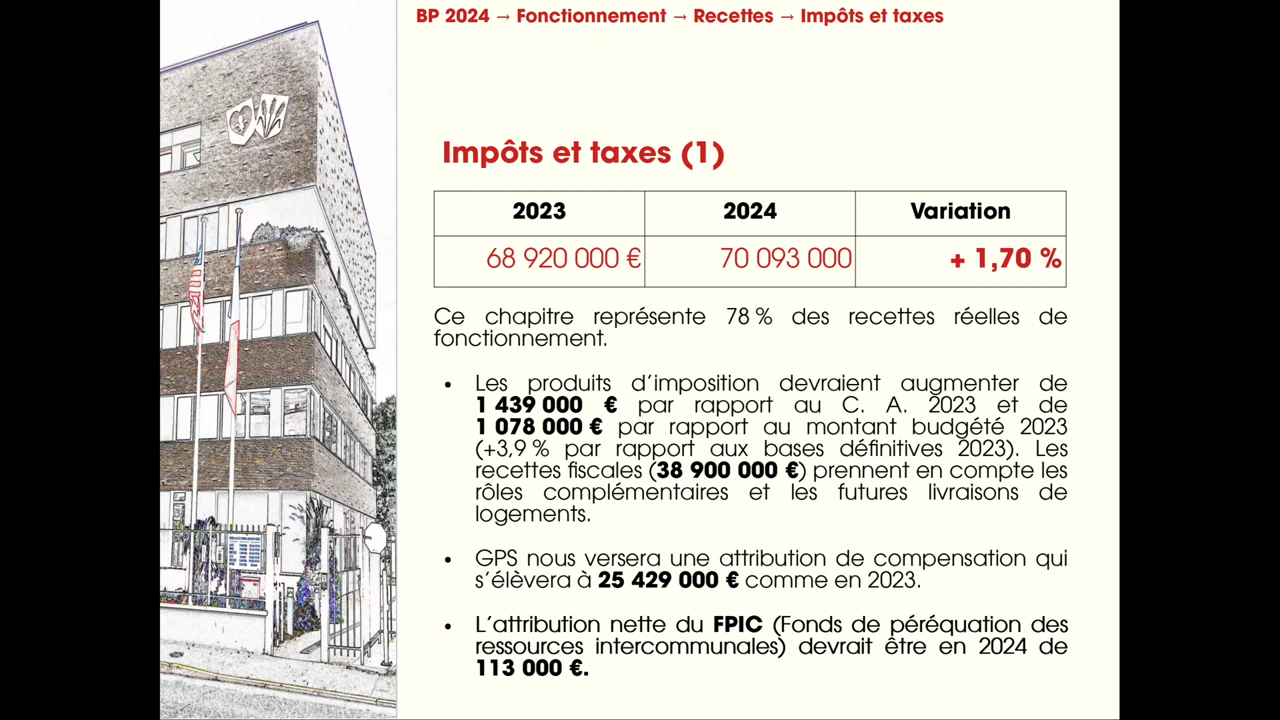 BP 2024 → Fonctionnement → Recettes → Impôts et taxes
Impôts et taxes (1)
2023 2024 Variation
68 920 000 € 70 093 000 + 1,70 %
Ce chapitre représente 78 % des recettes réelles de
fonctionnement.
• Les produits d’imposition devraient augmenter de
1 439 000 € par rapport au C. A. 2023 et de
1 078 000 € par rapport au montant budgété 2023
(+3,9 % par rapport aux bases définitives 2023). Les
recettes fiscales (38 900 000 €) prennent en compte les
rôles complémentaires et les futures livraisons de
logements.
• GPS nous versera une attribution de compensation qui
s’élèvera à 25 429 000 € comme en 2023.
• L’attribution nette du FPIC (Fonds de péréquation des
ressources intercommunales) devrait être en 2024 de
113 000 €.